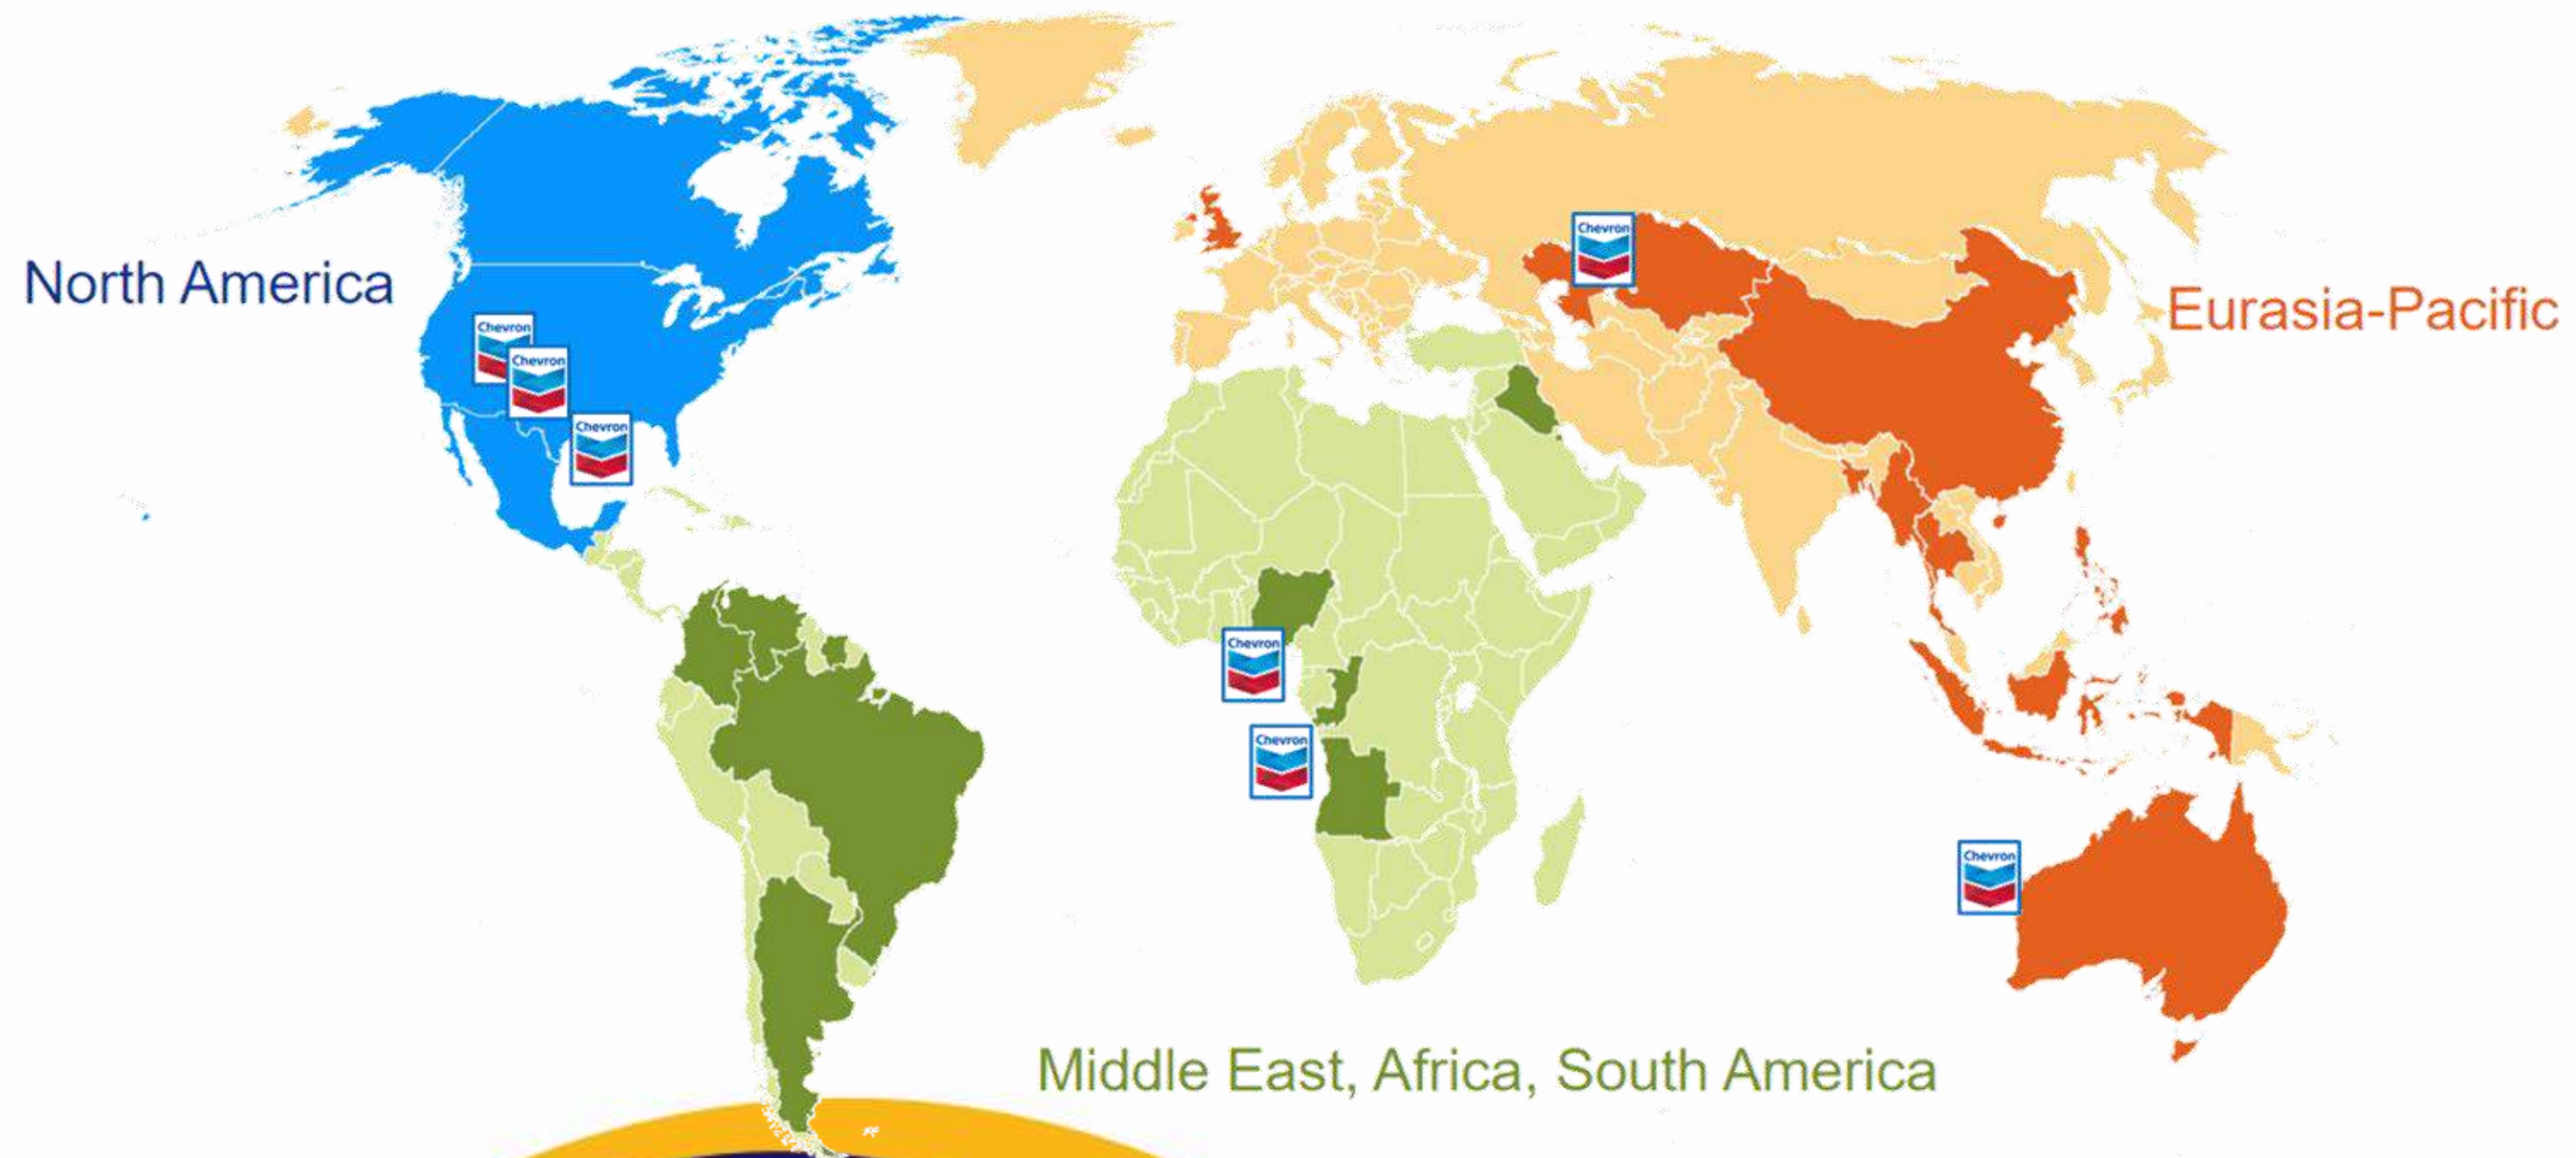 North America
Eurasia-Pacific
Chevron
Chevron
Chevron
Chevron
Chevron
Chevron
Chevron
Middle East, Africa, South America